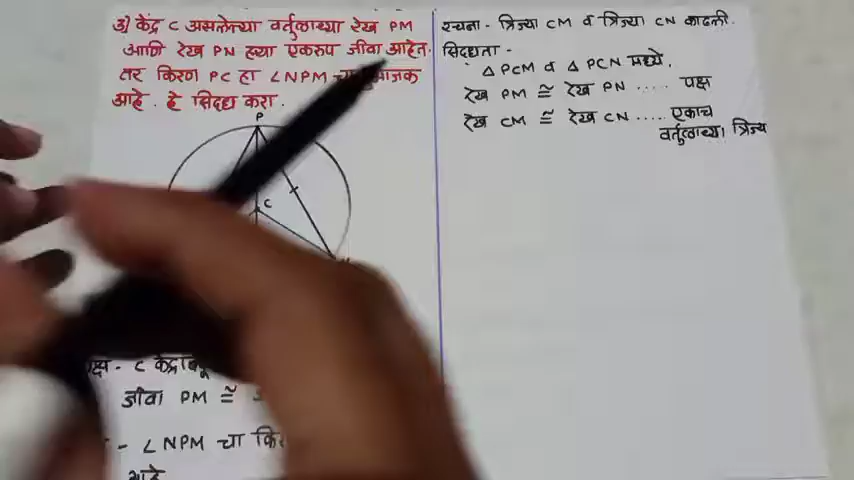 3) केंद्र C असलेल्या वर्तुळाच्या रेख PM
आणि रेख PN ह्या एकरुप जीवा आहेत.
तर किरण PC हा ∠NPM चा
आहे. हे सिद्ध करा.
P
C
- C
जीवा PM ≅
- ∠NPM चा
आहे.
रचना - त्रिज्या CM व त्रिज्या CN काढली.
सिद्धता -
△ PCM व △ PCN मध्ये.
रेख PM ≅ रेख PN .... पक्ष
रेख CM ≅ रेख CN ..... एकाच
वर्तुळाच्या त्रिज्य